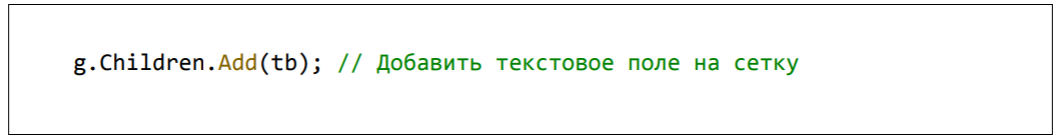 g.Children.Add(tb); // Добавить текстовое поле на сетку